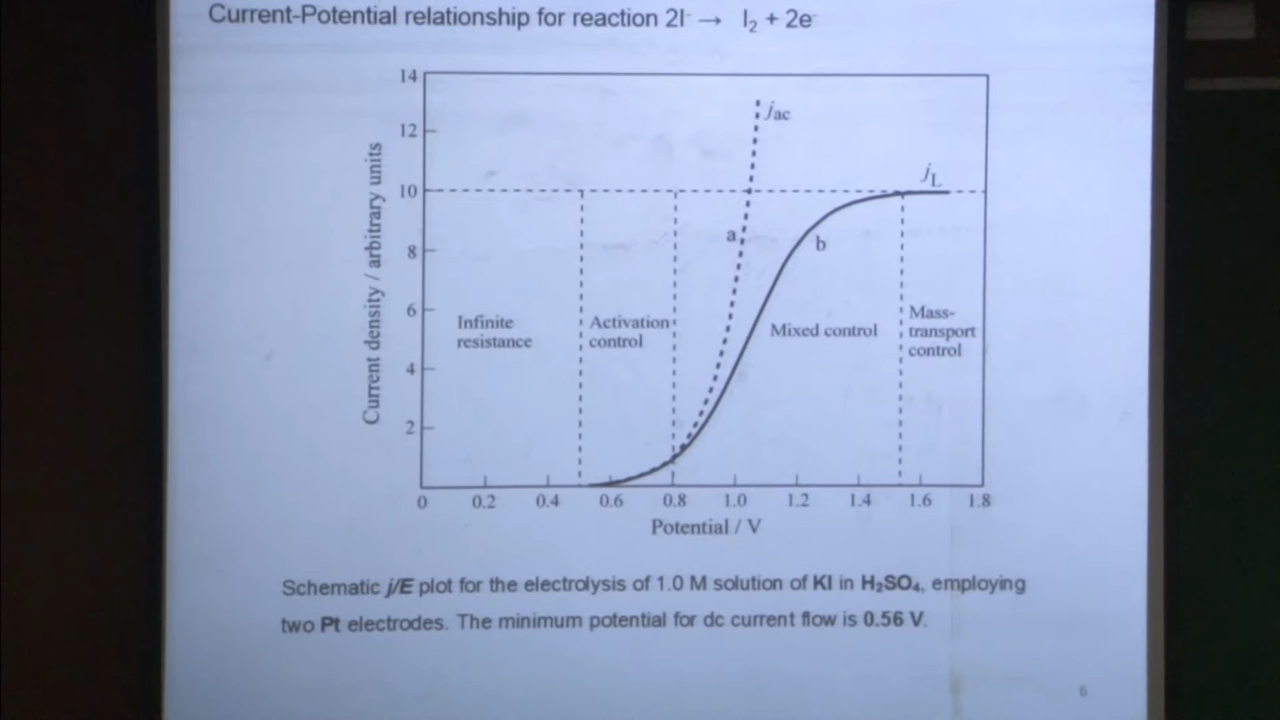 Current-Potential relationship for reaction 2I⁻ → I₂ + 2e⁻
14
12
10
8
6
4
2
Current density / arbitrary units
jac
jL
a
b
Infinite
resistance
Activation
control
Mixed control
Mass-
transport
control
0 0.2 0.4 0.6 0.8 1.0 1.2 1.4 1.6 1.8
Potential / V
Schematic j/E plot for the electrolysis of 1.0 M solution of KI in H₂SO₄, employing
two Pt electrodes. The minimum potential for dc current flow is 0.56 V.
6